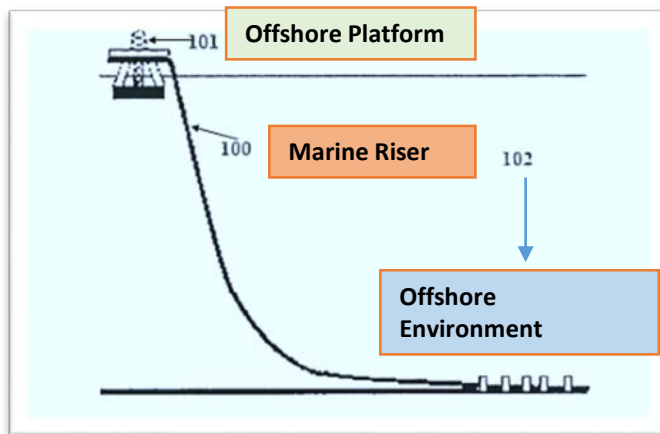 101
Offshore Platform
100
Marine Riser
102
Offshore
Environment